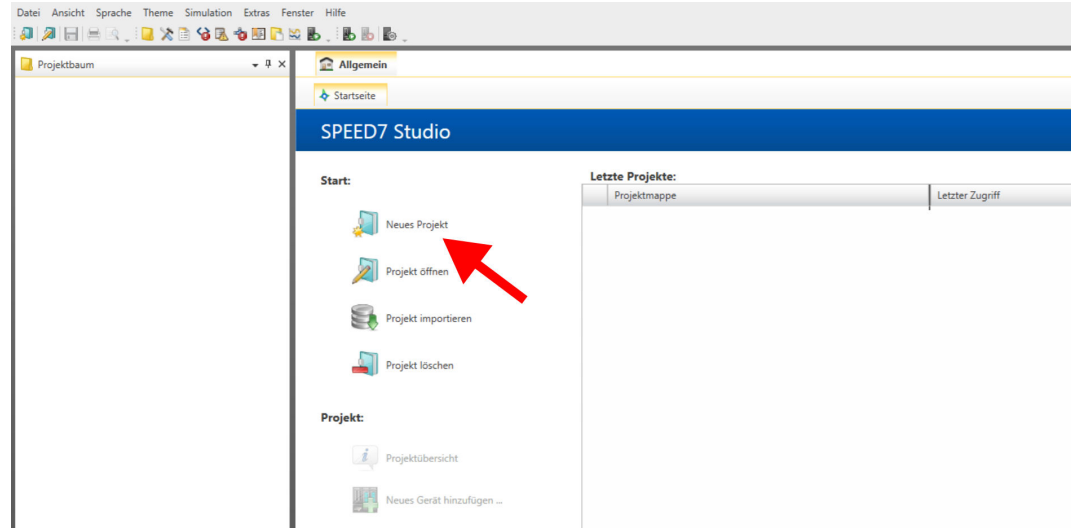 Datei Ansicht Sprache Theme Simulation Extras Fenster Hilfe
Projektbaum
Allgemein
Startseite
SPEED7 Studio
Start:
Neues Projekt
Projekt öffnen
Projekt importieren
Projekt löschen
Projekt:
Projektübersicht
Neues Gerät hinzufügen ...
Letzte Projekte:
Projektmappe Letzter Zugriff